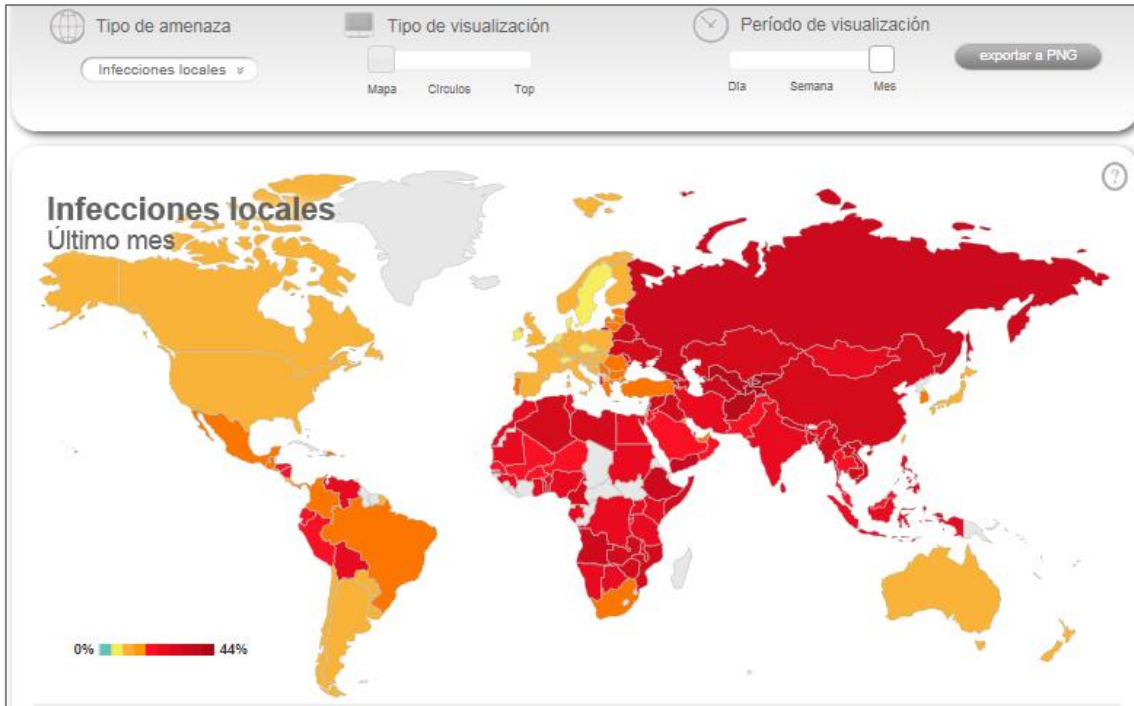 Tipo de amenaza
Infecciones locales
Tipo de visualización
Mapa Círculos Top
Período de visualización
Día Semana Mes
exportar a PNG
Infecciones locales
Último mes
?
0% 44%